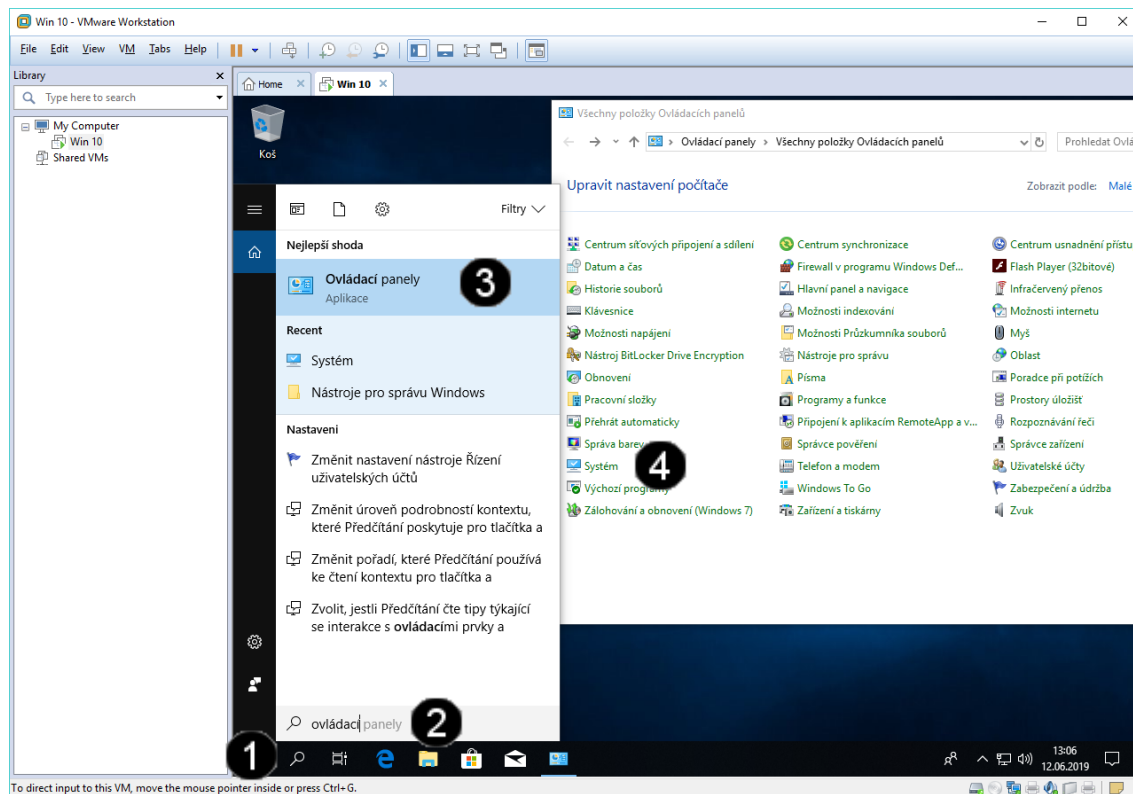 Win 10 - VMware Workstation
File Edit View VM Tabs Help
Library
Type here to search
My Computer
Win 10
Shared VMs
Home
Win 10
Koš
Filtry
Nejlepší shoda
Ovládací panely
Aplikace
3
Recent
Systém
Nástroje pro správu Windows
Nastavení
Změnit nastavení nástroje Řízení
uživatelských účtů
Změnit úroveň podrobností kontextu,
které Předčítání poskytuje pro tlačítka a
Změnit pořadí, které Předčítání používá
ke čtení kontextu pro tlačítka a
Zvolit, jestli Předčítání čte tipy týkající
se interakce s ovládacími prvky a
ovládací panely
2
1
Všechny položky Ovládacích panelů
Ovládací panely > Všechny položky Ovládacích panelů
Prohledat Ovlá
Upravit nastavení počítače
Zobrazit podle: Malé
Centrum síťových připojení a sdílení
Datum a čas
Historie souborů
Klávesnice
Možnosti napájení
Nástroj BitLocker Drive Encryption
Obnovení
Pracovní složky
Přehrát automaticky
Správa barev
Systém
4
Výchozí programy
Zálohování a obnovení (Windows 7)
Centrum synchronizace
Firewall v programu Windows Def...
Hlavní panel a navigace
Možnosti indexování
Možnosti Průzkumníka souborů
Nástroje pro správu
Písma
Programy a funkce
Připojení k aplikacím RemoteApp a v...
Správce pověření
Telefon a modem
Windows To Go
Zařízení a tiskárny
Centrum usnadnění přístu
Flash Player (32bitové)
Infračervený přenos
Možnosti internetu
Myš
Oblast
Poradce při potížích
Prostory úložišť
Rozpoznávání řeči
Správce zařízení
Uživatelské účty
Zabezpečení a údržba
Zvuk
13:06
12.06.2019
To direct input to this VM, move the mouse pointer inside or press Ctrl+G.